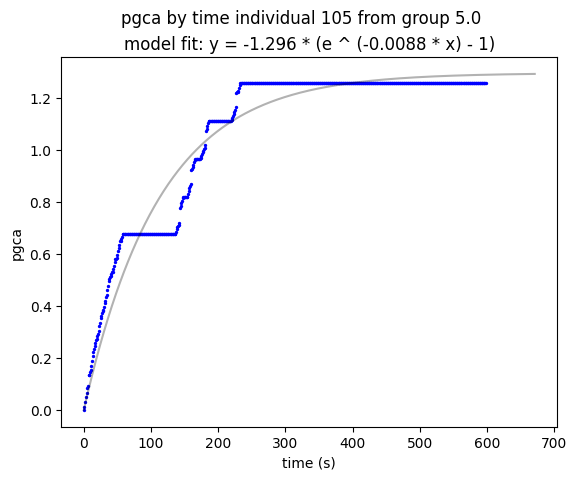 pgca by time individual 105 from group 5.0
model fit: y = -1.296 * (e ^ (-0.0088 * x) - 1)
1.2
1.0
0.8
0.6
0.4
0.2
0.0
pgca
0 100 200 300 400 500 600 700
time (s)